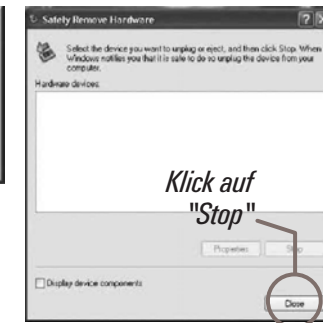 Safely Remove Hardware
Select the device you want to unplug or eject, and then click Stop. When
Windows notifies you that it is safe to do so unplug the device from your
computer.
Hardware devices:
Klick auf
"Stop"
Properties
Stop
Display device components
Close